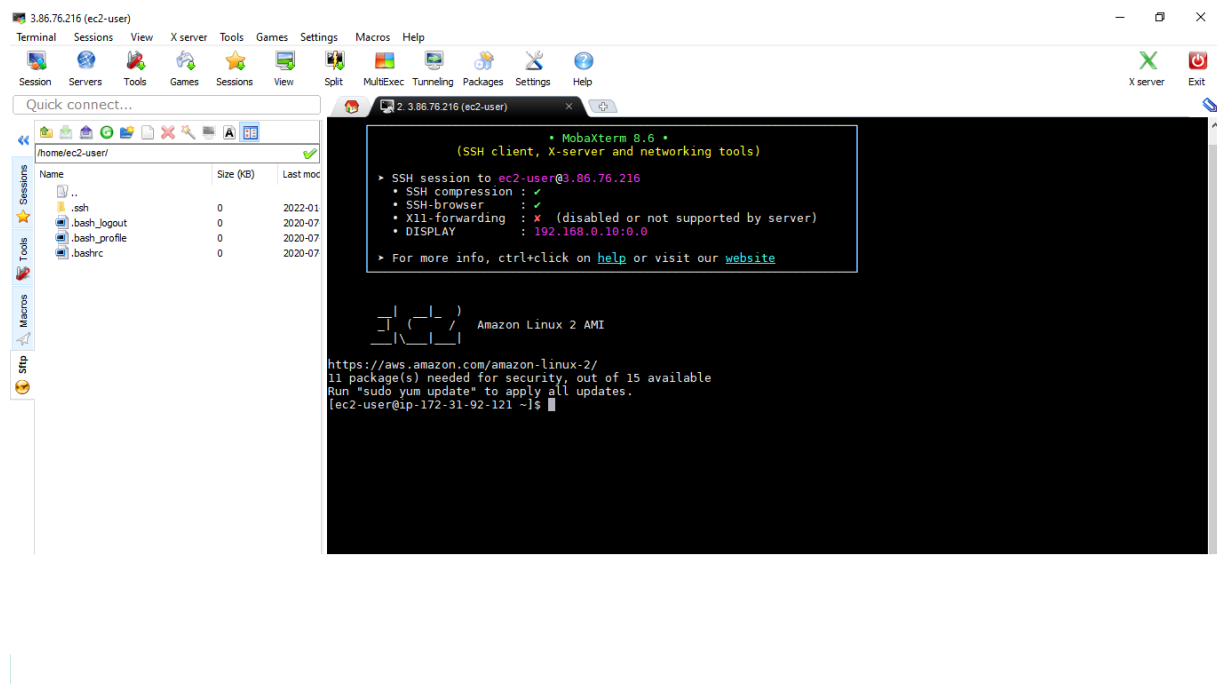 3.86.76.216 (ec2-user)
Terminal Sessions View X server Tools Games Settings Macros Help
Session Servers Tools Games Sessions View Split MultiExec Tunneling Packages Settings Help X server Exit
Quick connect...
2. 3.86.76.216 (ec2-user)
/home/ec2-user/
Name Size (KB) Last mod
..
.ssh 0 2022-01
.bash_logout 0 2020-07
.bash_profile 0 2020-07
.bashrc 0 2020-07
Sessions
Tools
Macros
Sftp
• MobaXterm 8.6 •
(SSH client, X-server and networking tools)
➤ SSH session to ec2-user@3.86.76.216
• SSH compression : ✔
• SSH-browser : ✔
• X11-forwarding : ✘ (disabled or not supported by server)
• DISPLAY : 192.168.0.10:0.0
➤ For more info, ctrl+click on help or visit our website
__| __|_ )
_| ( / Amazon Linux 2 AMI
___|\___|___|
https://aws.amazon.com/amazon-linux-2/
11 package(s) needed for security, out of 15 available
Run "sudo yum update" to apply all updates.
[ec2-user@ip-172-31-92-121 ~]$